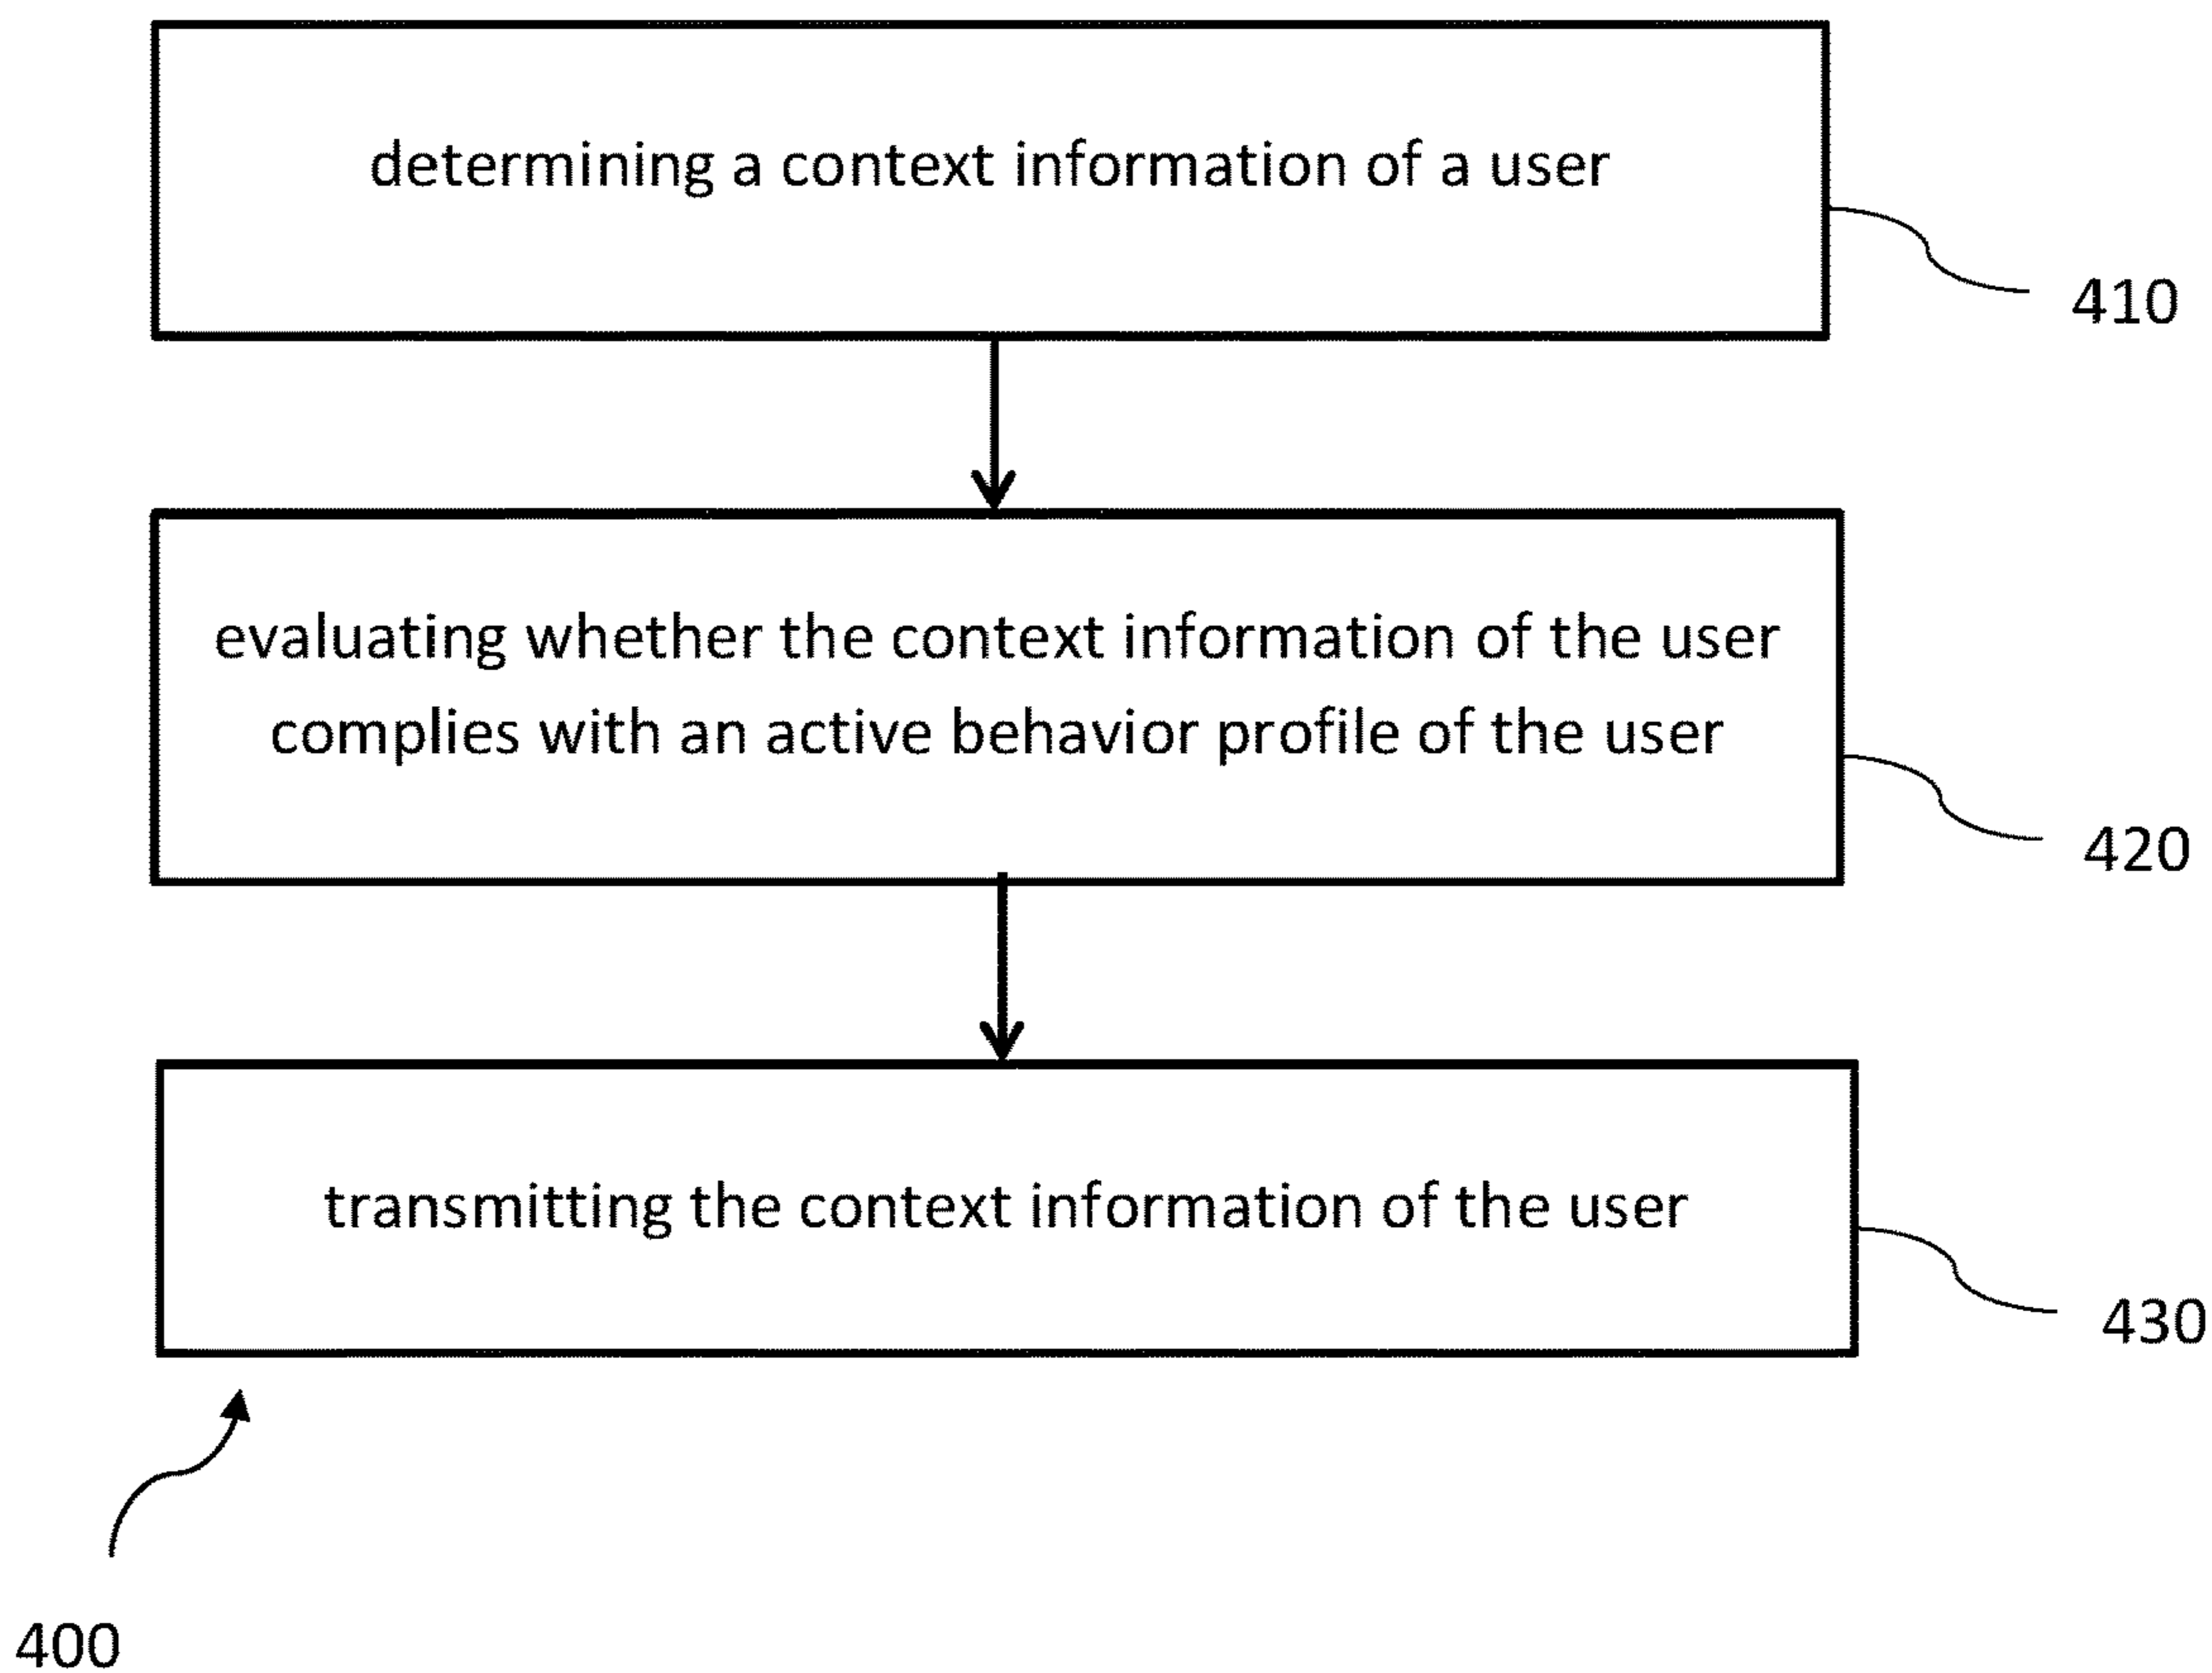 determining a context information of a user
410
evaluating whether the context information of the user
complies with an active behavior profile of the user
420
transmitting the context information of the user
430
400